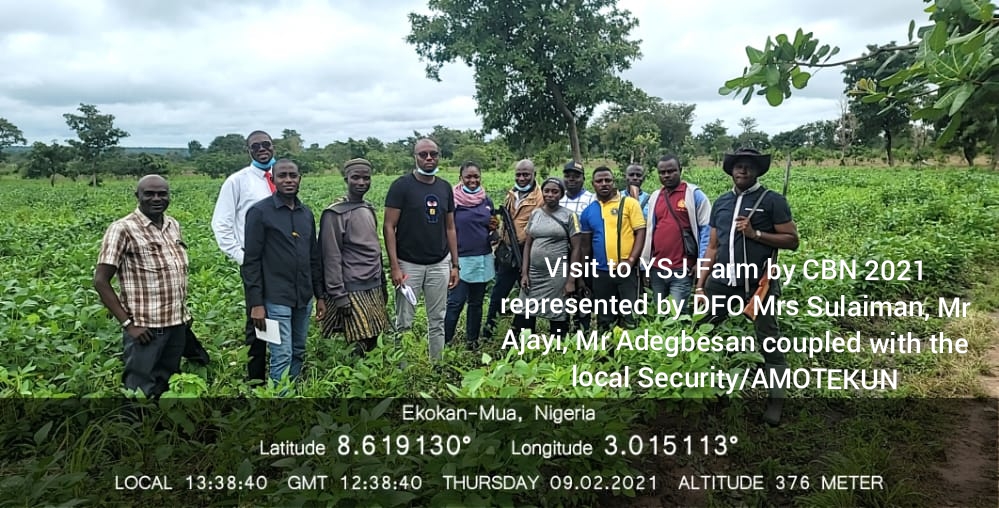 Visit to YSJ Farm by CBN 2021
represented by DFO Mrs Sulaiman, Mr
Ajayi, Mr Adegbesan coupled with the
local Security/AMOTEKUN
Ekokan-Mua, Nigeria
Latitude 8.619130° Longitude 3.015113°
LOCAL 13:38:40 GMT 12:38:40 THURSDAY 09.02.2021 ALTITUDE 376 METER